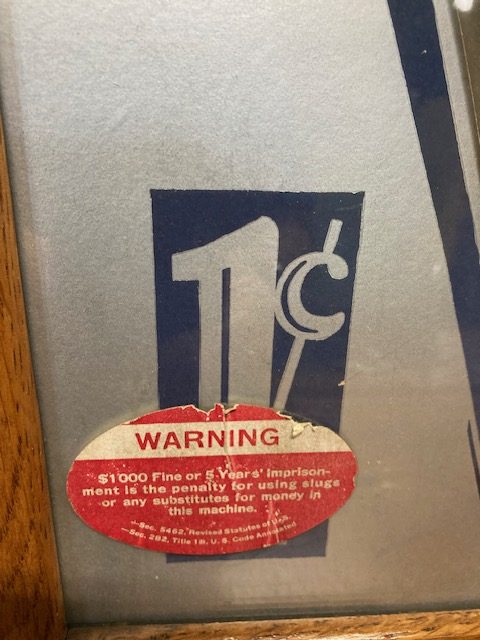 1¢
WARNING
$1000 Fine or 5 Years' Imprison-
ment is the penalty for using slugs
or any substitutes for money in
this machine.
—Sec. 5462, Revised Statutes of U.S.
—Sec. 282, Title 18, U. S. Code Annotated